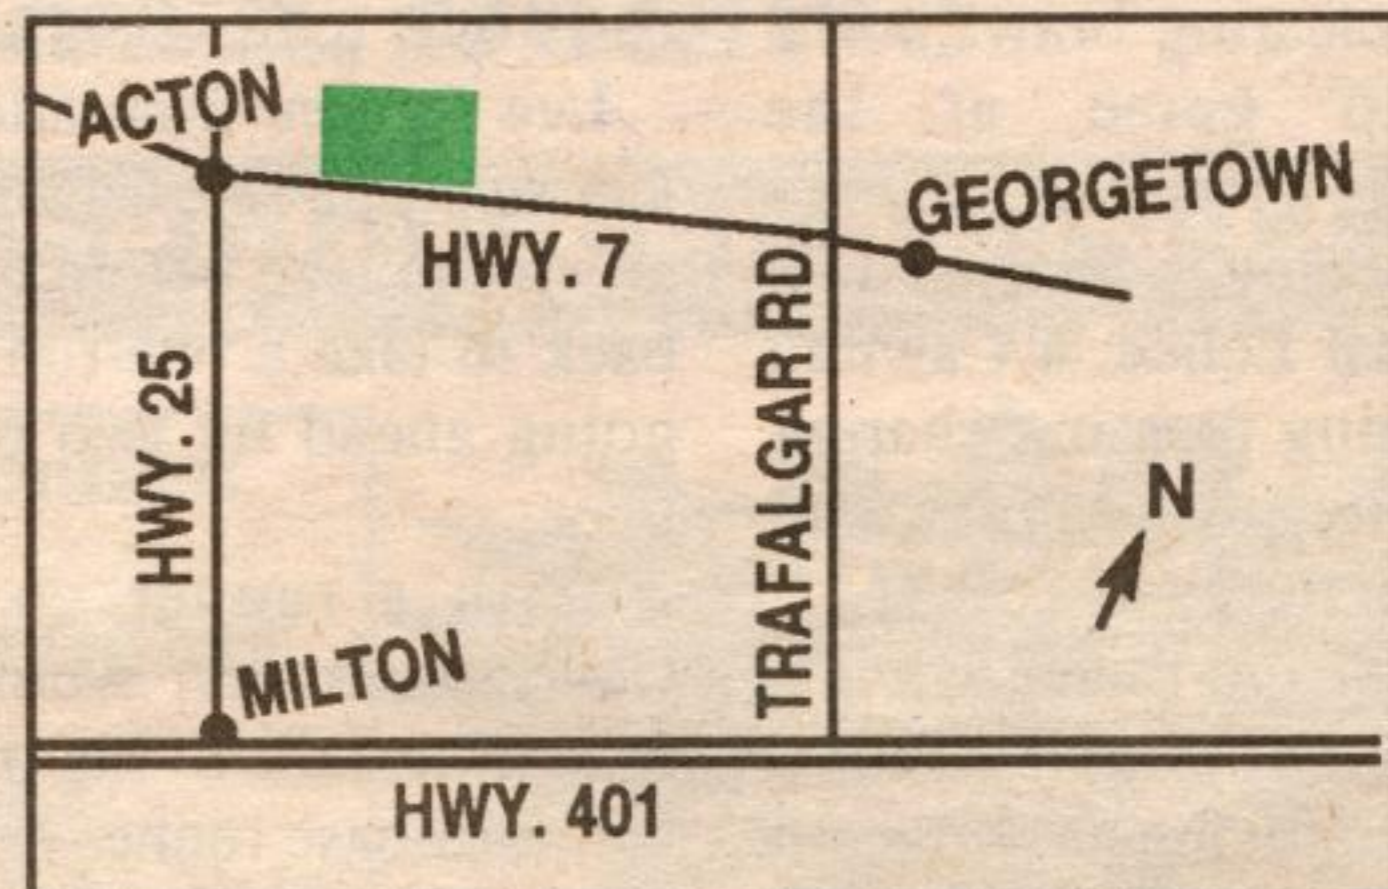 ACTON
GEORGETOWN
HWY. 7
HWY. 25
TRAFALGAR RD.
N
MILTON
HWY. 401